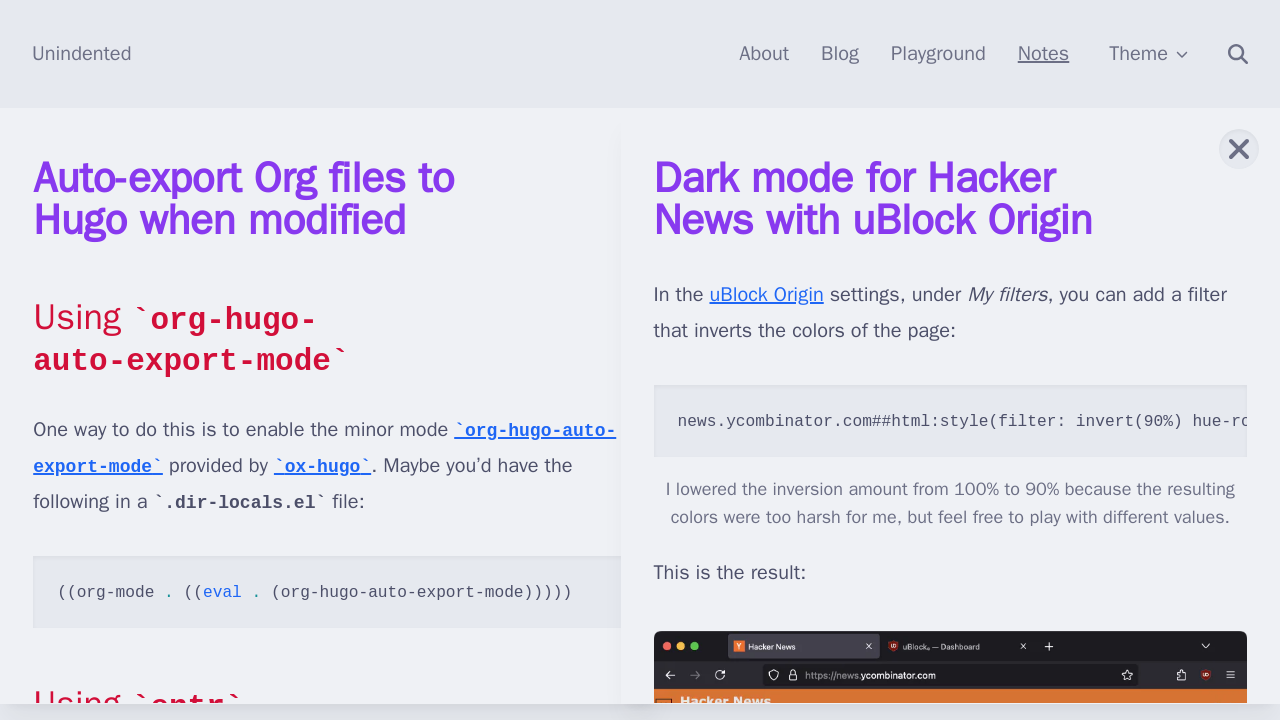 Unindented
About
Blog
Playground
Notes
Theme
Auto-export Org files to
Hugo when modified
Using `org-hugo-
auto-export-mode`
One way to do this is to enable the minor mode `org-hugo-auto-
export-mode` provided by `ox-hugo`. Maybe you’d have the
following in a `.dir-locals.el` file:
((org-mode . ((eval . (org-hugo-auto-export-mode)))))
Using `entr`
Dark mode for Hacker
News with uBlock Origin
In the uBlock Origin settings, under My filters, you can add a filter
that inverts the colors of the page:
news.ycombinator.com##html:style(filter: invert(90%) hue-ro
I lowered the inversion amount from 100% to 90% because the resulting
colors were too harsh for me, but feel free to play with different values.
This is the result:
Hacker News
uBlock₀ — Dashboard
https://news.ycombinator.com
Hacker News